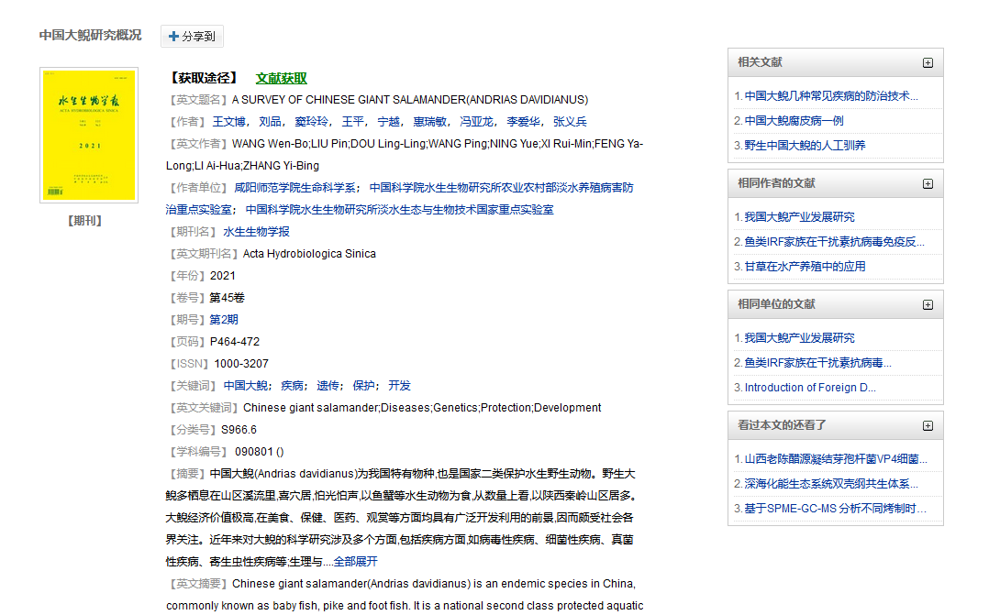 中国大鲵研究概况
分享到
水生生物学报
ACTA HYDROBIOLOGICA SINICA
2021
【期刊】
【获取途径】 文献获取
【英文题名】A SURVEY OF CHINESE GIANT SALAMANDER(ANDRIAS DAVIDIANUS)
【作者】 王文博, 刘品, 窦玲玲, 王平, 宁越, 惠瑞敏, 冯亚龙, 李爱华, 张义兵
【英文作者】WANG Wen-Bo;LIU Pin;DOU Ling-Ling;WANG Ping;NING Yue;XI Rui-Min;FENG Ya-
Long;LI Ai-Hua;ZHANG Yi-Bing
【作者单位】 咸阳师范学院生命科学系; 中国科学院水生生物研究所农业农村部淡水养殖病害防
治重点实验室; 中国科学院水生生物研究所淡水生态与生物技术国家重点实验室
【期刊名】 水生生物学报
【英文期刊名】Acta Hydrobiologica Sinica
【年份】2021
【卷号】第45卷
【期号】第2期
【页码】P464-472
【ISSN】1000-3207
【关键词】 中国大鲵; 疾病; 遗传; 保护; 开发
【英文关键词】Chinese giant salamander;Diseases;Genetics;Protection;Development
【分类号】S966.6
【学科编号】 090801 ()
【摘要】中国大鲵(Andrias davidianus)为我国特有物种,也是国家二类保护水生野生动物。野生大
鲵多栖息在山区溪流里,喜穴居,怕光怕声,以鱼蟹等水生动物为食,从数量上看,以陕西秦岭山区居多。
大鲵经济价值极高,在美食、保健、医药、观赏等方面均具有广泛开发利用的前景,因而颇受社会各
界关注。近年来对大鲵的科学研究涉及多个方面,包括疾病方面,如病毒性疾病、细菌性疾病、真菌
性疾病、寄生虫性疾病等;生理与....全部展开
【英文摘要】Chinese giant salamander(Andrias davidianus) is an endemic species in China,
commonly known as baby fish, pike and foot fish. It is a national second class protected aquatic
相关文献
1.中国大鲵几种常见疾病的防治技术...
2.中国大鲵腐皮病一例
3.野生中国大鲵的人工驯养
相同作者的文献
1.我国大鲵产业发展研究
2.鱼类IRF家族在干扰素抗病毒免疫反...
3.甘草在水产养殖中的应用
相同单位的文献
1.我国大鲵产业发展研究
2.鱼类IRF家族在干扰素抗病毒...
3.Introduction of Foreign D...
看过本文的还看了
1.山西老陈醋源凝结芽孢杆菌VP4细菌...
2.深海化能生态系统双壳纲共生体系...
3.基于SPME-GC-MS 分析不同烤制时...